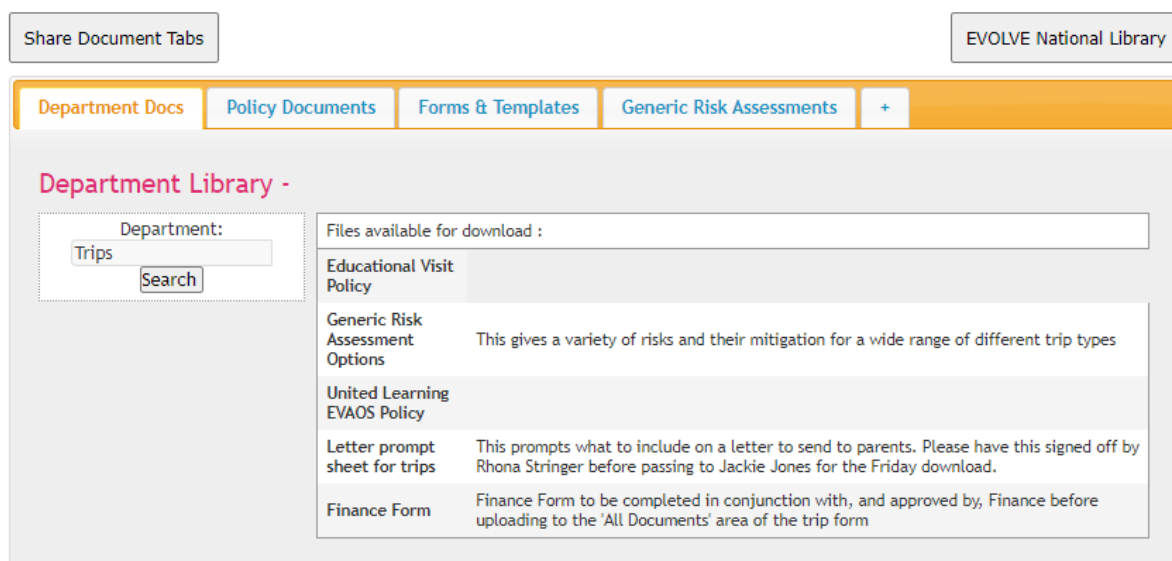 Share Document Tabs
EVOLVE National Library
Department Docs
Policy Documents
Forms & Templates
Generic Risk Assessments
+
Department Library -
Department:
Trips
Search
Files available for download :
Educational Visit
Policy
Generic Risk
Assessment
Options
This gives a variety of risks and their mitigation for a wide range of different trip types
United Learning
EVAOS Policy
Letter prompt
sheet for trips
This prompts what to include on a letter to send to parents. Please have this signed off by
Rhona Stringer before passing to Jackie Jones for the Friday download.
Finance Form
Finance Form to be completed in conjunction with, and approved by, Finance before
uploading to the 'All Documents' area of the trip form